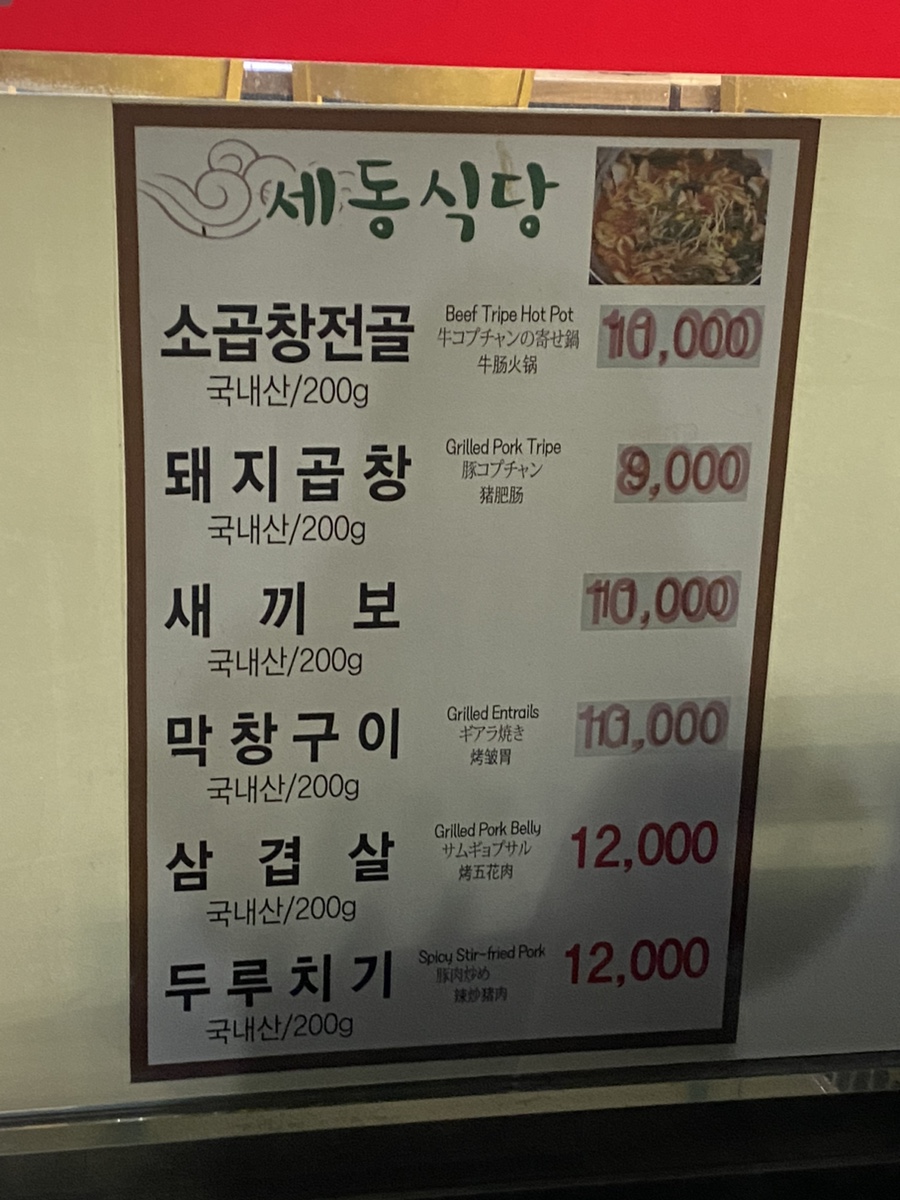 세동식당
소곱창전골
국내산/200g
Beef Tripe Hot Pot
牛コプチャンの寄せ鍋
牛肠火锅
10,000
돼지곱창
국내산/200g
Grilled Pork Tripe
豚コプチャン
猪肥肠
9,000
새끼보
국내산/200g
10,000
막창구이
국내산/200g
Grilled Entrails
ギアラ焼き
烤皱胃
삼겹살
국내산/200g
Grilled Pork Belly
サムギョプサル
烤五花肉
12,000
두루치기
국내산/200g
Spicy Stir-fried Pork
豚肉炒め
辣炒猪肉
12,000